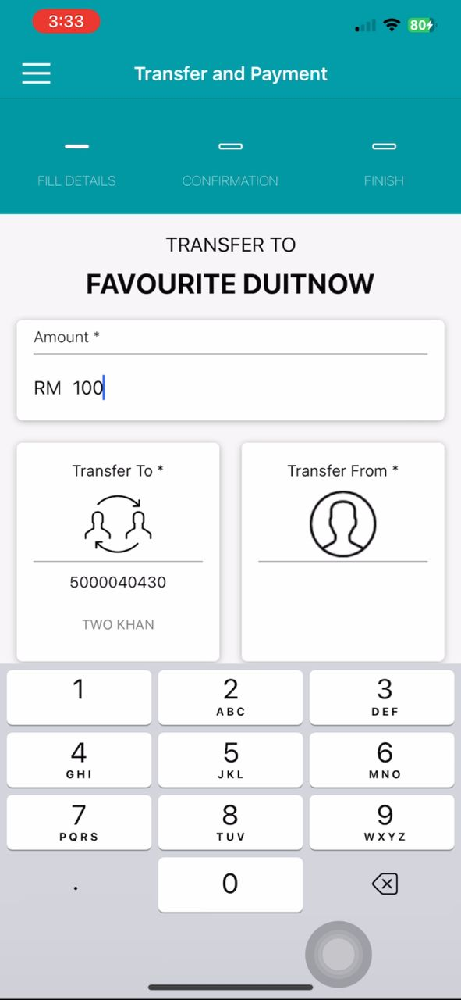 3:33
80
Transfer and Payment
FILL DETAILS
CONFIRMATION
FINISH
TRANSFER TO
FAVOURITE DUITNOW
Amount *
RM 100
Transfer To *
5000040430
TWO KHAN
Transfer From *
1
2
ABC
3
DEF
4
GHI
5
JKL
6
MNO
7
PQRS
8
TUV
9
WXYZ
.
0